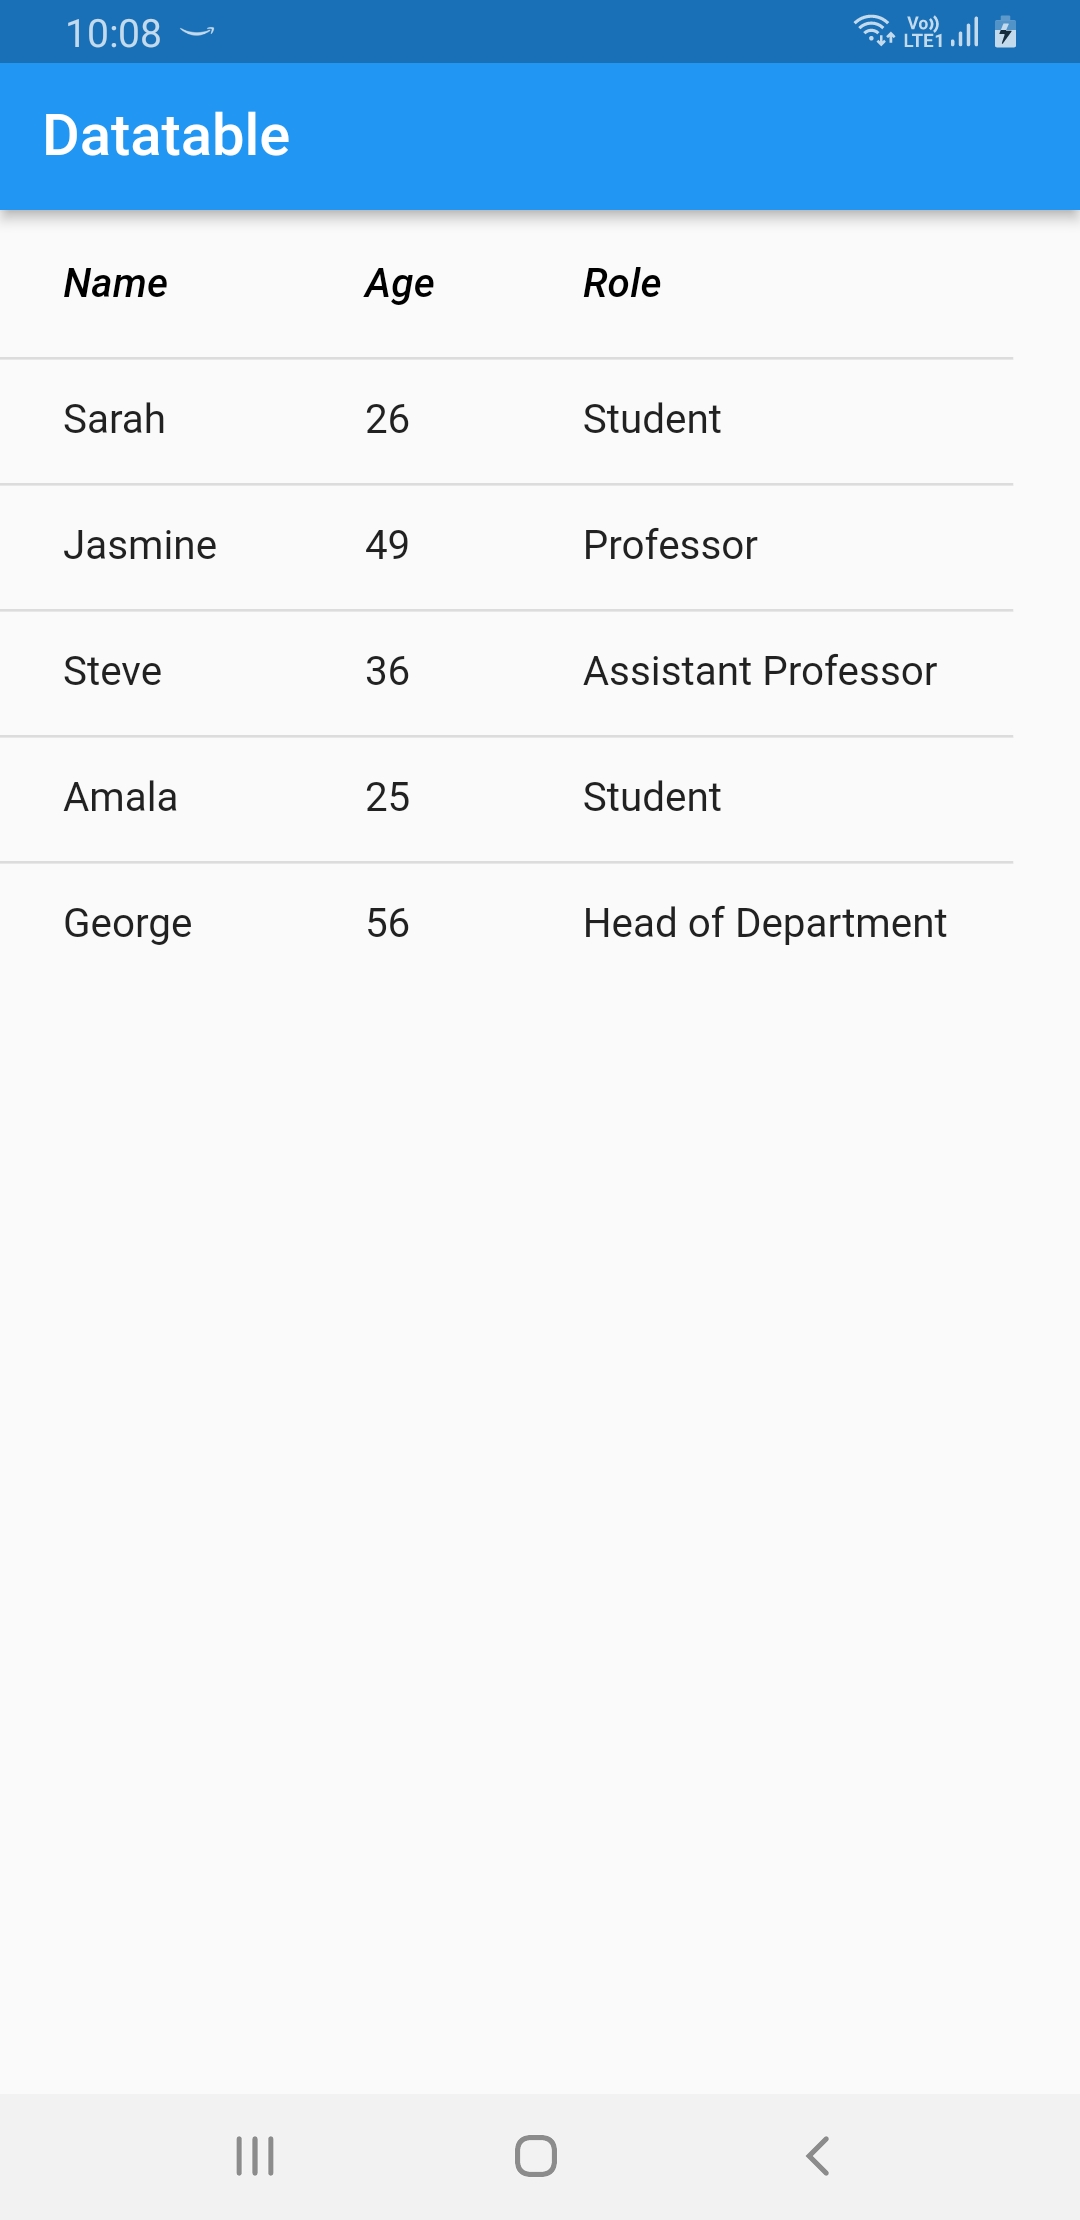 10:08 Vo)) LTE1
Datatable
Name Age Role
Sarah 26 Student
Jasmine 49 Professor
Steve 36 Assistant Professor
Amala 25 Student
George 56 Head of Department